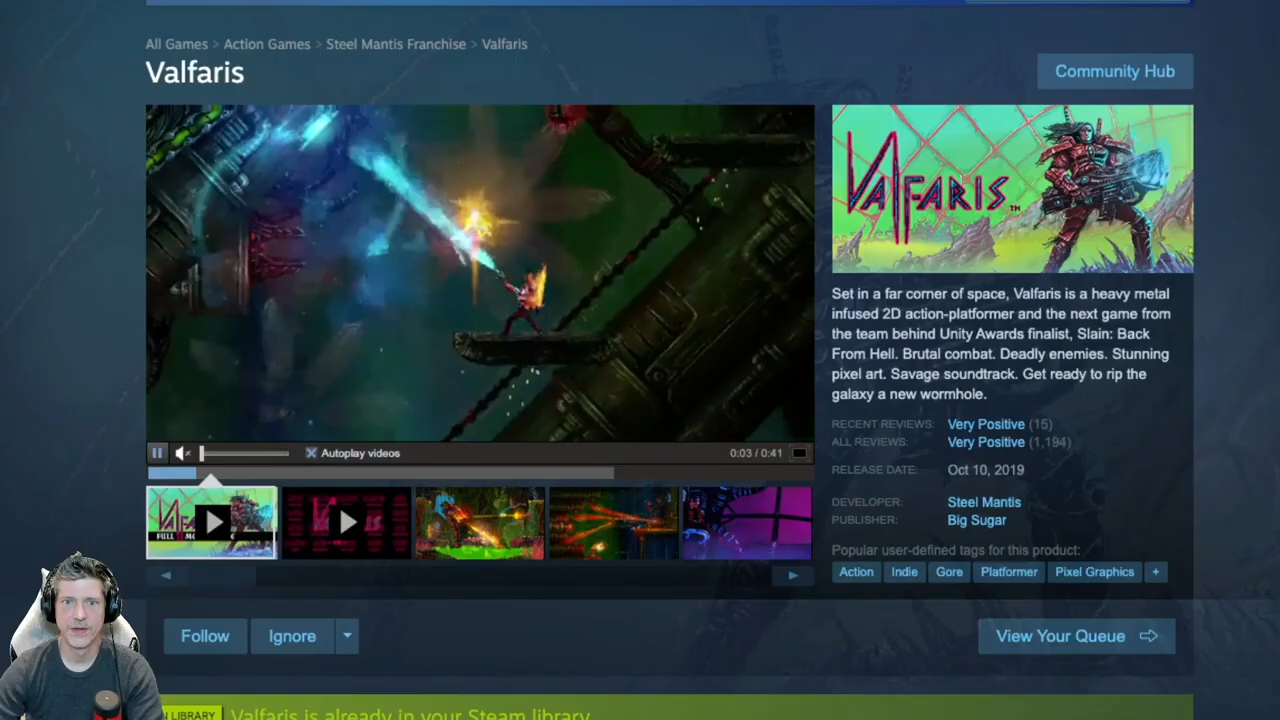 All Games > Action Games > Steel Mantis Franchise > Valfaris
Valfaris
Community Hub
VALFARIS™
Set in a far corner of space, Valfaris is a heavy metal
infused 2D action-platformer and the next game from
the team behind Unity Awards finalist, Slain: Back
From Hell. Brutal combat. Deadly enemies. Stunning
pixel art. Savage soundtrack. Get ready to rip the
galaxy a new wormhole.
RECENT REVIEWS: Very Positive (15)
ALL REVIEWS: Very Positive (1,194)
RELEASE DATE: Oct 10, 2019
DEVELOPER: Steel Mantis
PUBLISHER: Big Sugar
Popular user-defined tags for this product:
Action Indie Gore Platformer Pixel Graphics +
Autoplay videos 0:03 / 0:41
FULL
Follow Ignore
View Your Queue
LIBRARY Valfaris is already in your Steam library